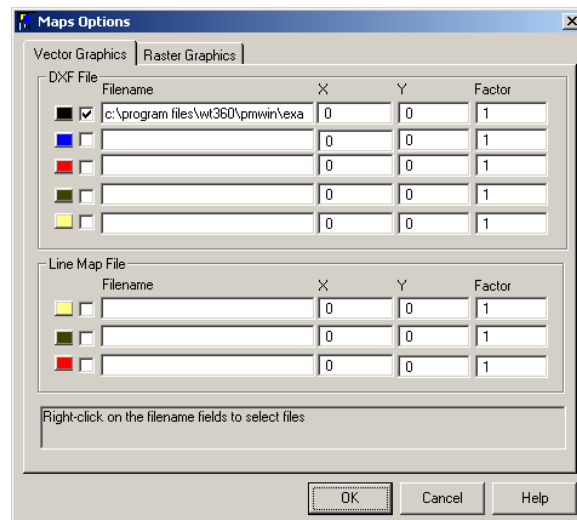 Maps Options
Vector Graphics Raster Graphics
DXF File
Filename X Y Factor
c:\program files\wt360\pmwin\exa 0 0 1
0 0 1
0 0 1
0 0 1
0 0 1
Line Map File
Filename X Y Factor
0 0 1
0 0 1
0 0 1
Right-click on the filename fields to select files
OK Cancel Help